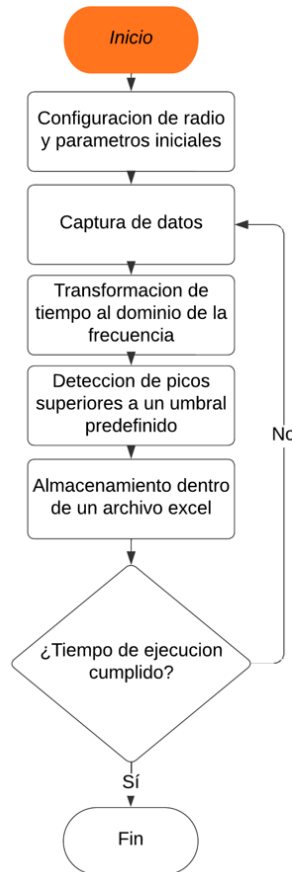 Inicio
Configuracion de radio
y parametros iniciales
Captura de datos
Transformacion de
tiempo al dominio de la
frecuencia
Deteccion de picos
superiores a un umbral
predefinido
No
Almacenamiento dentro
de un archivo excel
¿Tiempo de ejecucion
cumplido?
Sí
Fin